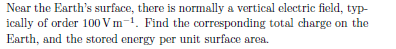 Near the Earth's surface, there is normally a vertical electric field, typ-
ically of order 100 V m⁻¹. Find the corresponding total charge on the
Earth, and the stored energy per unit surface area.